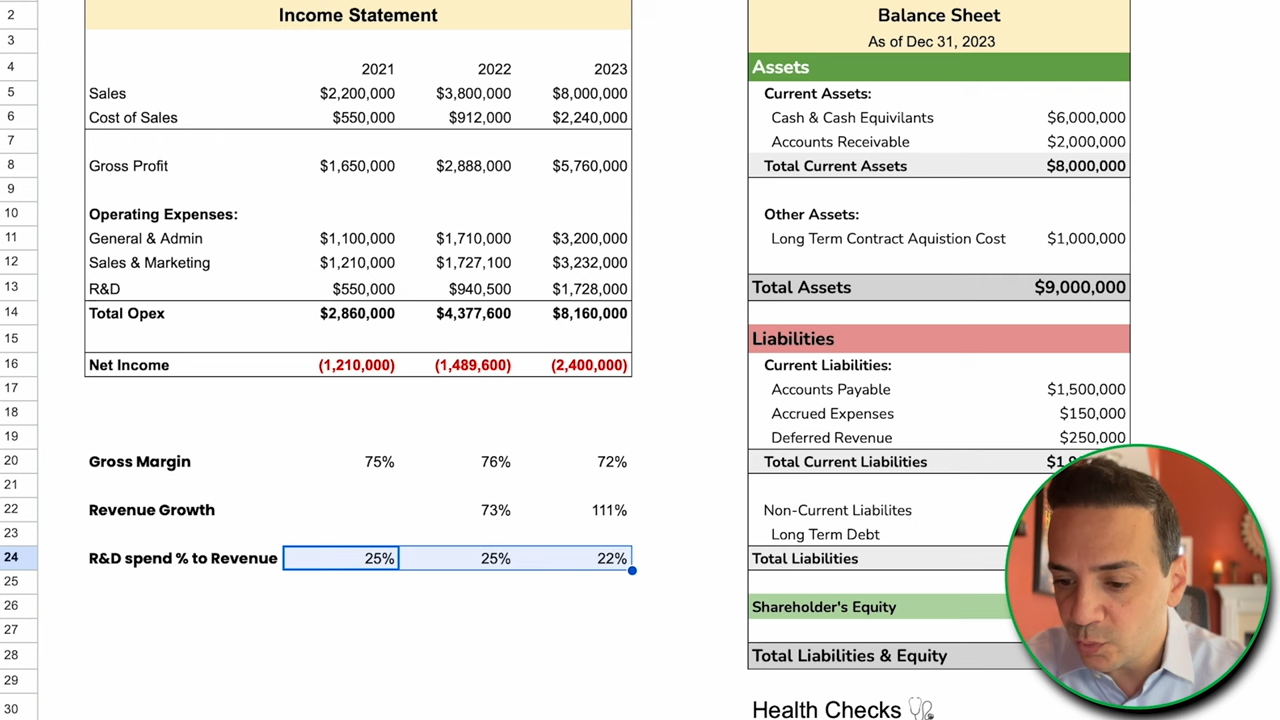 2 Income Statement Balance Sheet
3 As of Dec 31, 2023
4 2021 2022 2023 Assets
5 Sales $2,200,000 $3,800,000 $8,000,000 Current Assets:
6 Cost of Sales $550,000 $912,000 $2,240,000 Cash & Cash Equivilants $6,000,000
7 Accounts Receivable $2,000,000
8 Gross Profit $1,650,000 $2,888,000 $5,760,000 Total Current Assets $8,000,000
9
10 Operating Expenses: Other Assets:
11 General & Admin $1,100,000 $1,710,000 $3,200,000 Long Term Contract Aquistion Cost $1,000,000
12 Sales & Marketing $1,210,000 $1,727,100 $3,232,000
13 R&D $550,000 $940,500 $1,728,000 Total Assets $9,000,000
14 Total Opex $2,860,000 $4,377,600 $8,160,000
15 Liabilities
16 Net Income (1,210,000) (1,489,600) (2,400,000) Current Liabilities:
17 Accounts Payable $1,500,000
18 Accrued Expenses $150,000
19 Deferred Revenue $250,000
20 Gross Margin 75% 76% 72% Total Current Liabilities
21
22 Revenue Growth 73% 111% Non-Current Liabilites
23 Long Term Debt
24 R&D spend % to Revenue 25% 25% 22% Total Liabilities
25
26 Shareholder's Equity
27
28 Total Liabilities & Equity
29
30 Health Checks